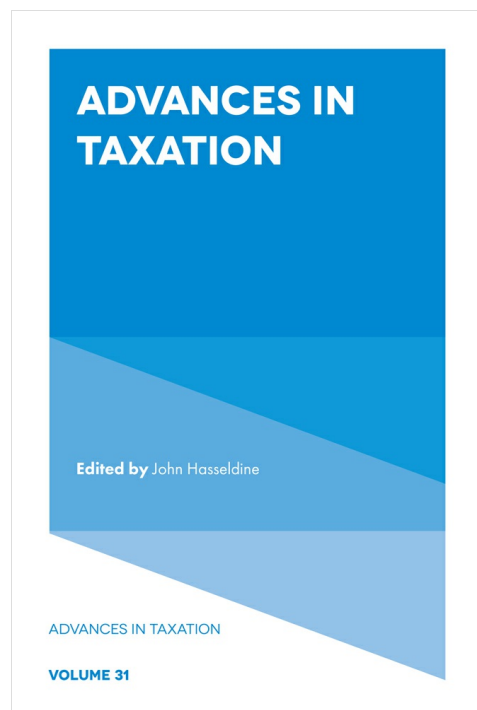 ADVANCES IN
TAXATION
Edited by John Hasseldine
ADVANCES IN TAXATION
VOLUME 31